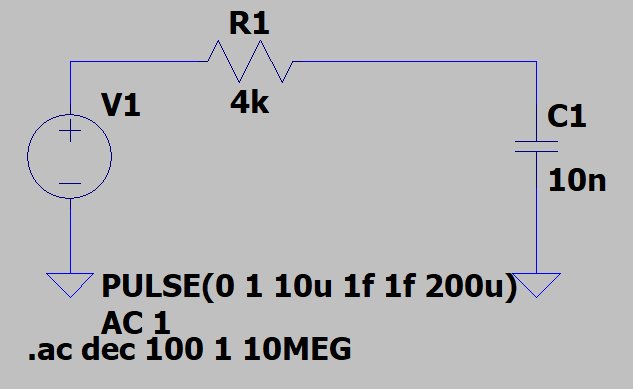 R1
4k
V1
C1
10n
PULSE(0 1 10u 1f 1f 200u)
AC 1
.ac dec 100 1 10MEG